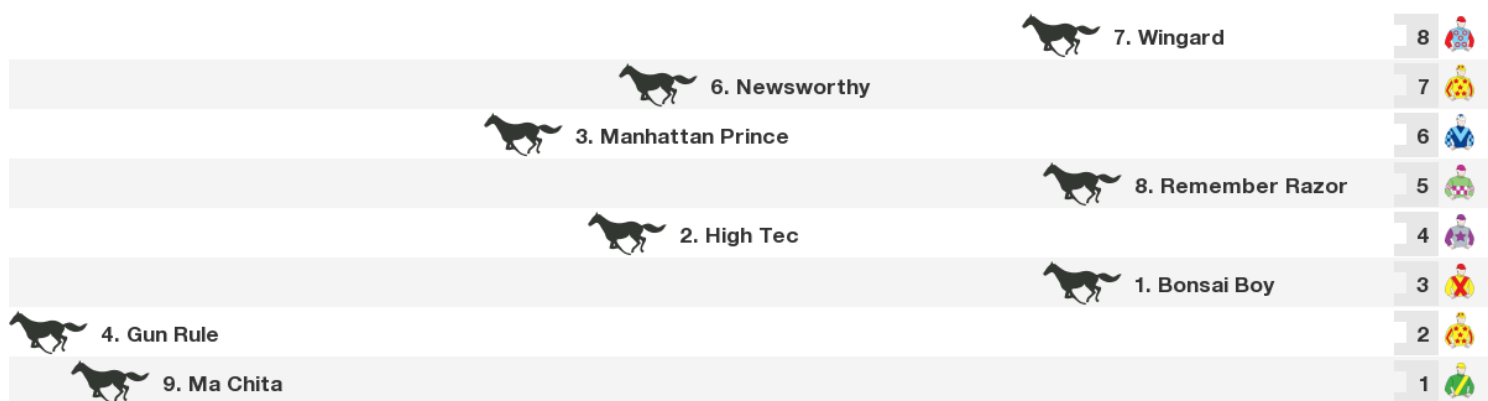 7. Wingard 8
6. Newsworthy 7
3. Manhattan Prince 6
8. Remember Razor 5
2. High Tec 4
1. Bonsai Boy 3
4. Gun Rule 2
9. Ma Chita 1